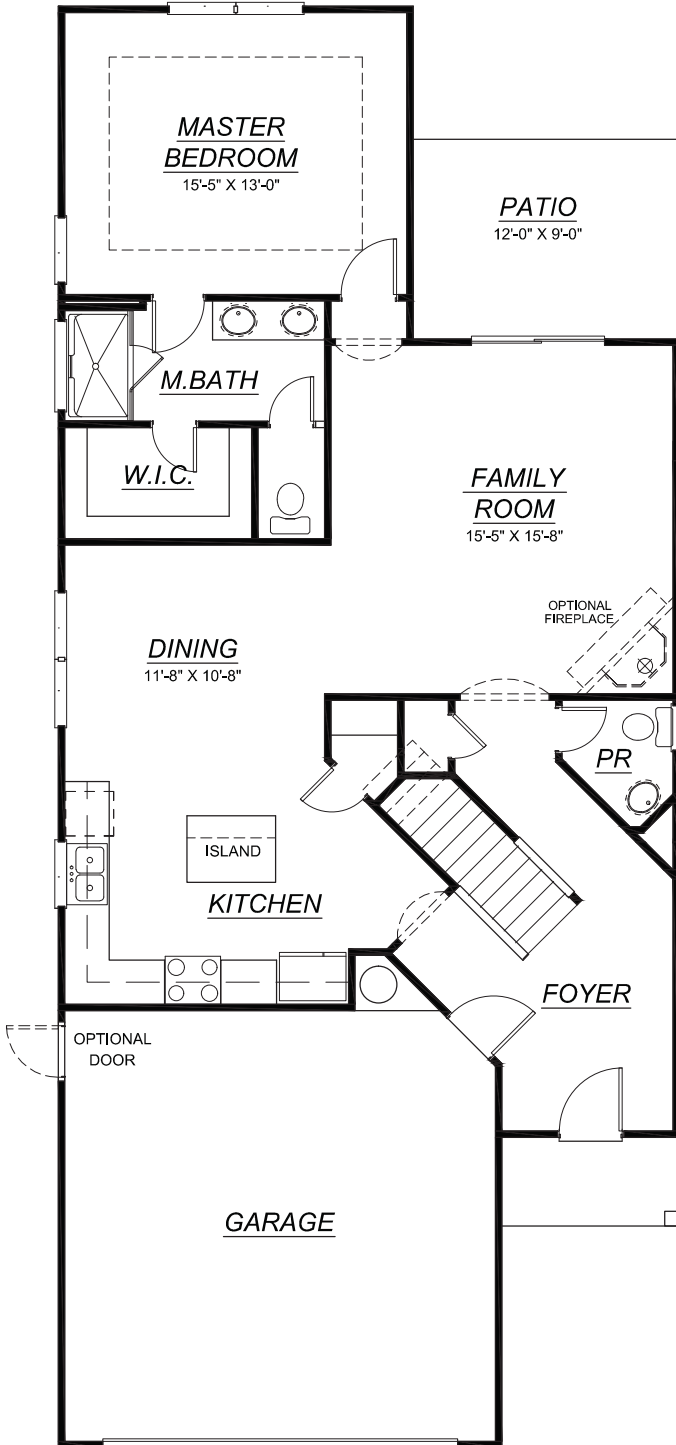 MASTER
BEDROOM
15'-5" X 13'-0"
PATIO
12'-0" X 9'-0"
M.BATH
W.I.C.
FAMILY
ROOM
15'-5" X 15'-8"
OPTIONAL
FIREPLACE
DINING
11'-8" X 10'-8"
PR
ISLAND
KITCHEN
FOYER
OPTIONAL
DOOR
GARAGE